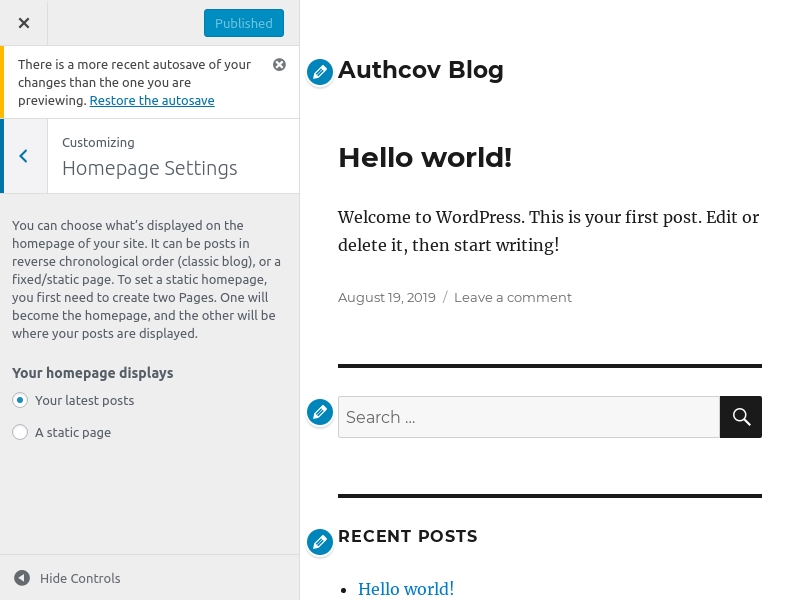 Published
There is a more recent autosave of your
changes than the one you are
previewing. Restore the autosave
Customizing
Homepage Settings
You can choose what’s displayed on the
homepage of your site. It can be posts in
reverse chronological order (classic blog), or a
fixed/static page. To set a static homepage,
you first need to create two Pages. One will
become the homepage, and the other will be
where your posts are displayed.
Your homepage displays
Your latest posts
A static page
Hide Controls
Authcov Blog
Hello world!
Welcome to WordPress. This is your first post. Edit or
delete it, then start writing!
August 19, 2019 / Leave a comment
Search …
RECENT POSTS
Hello world!